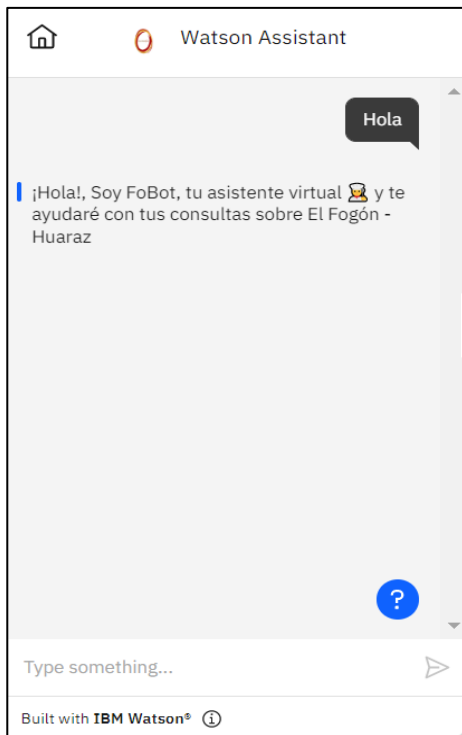 Watson Assistant
Hola
¡Hola!, Soy FoBot, tu asistente virtual 👩‍🍳 y te
ayudaré con tus consultas sobre El Fogón -
Huaraz
?
Type something...
Built with IBM Watson® ⓘ